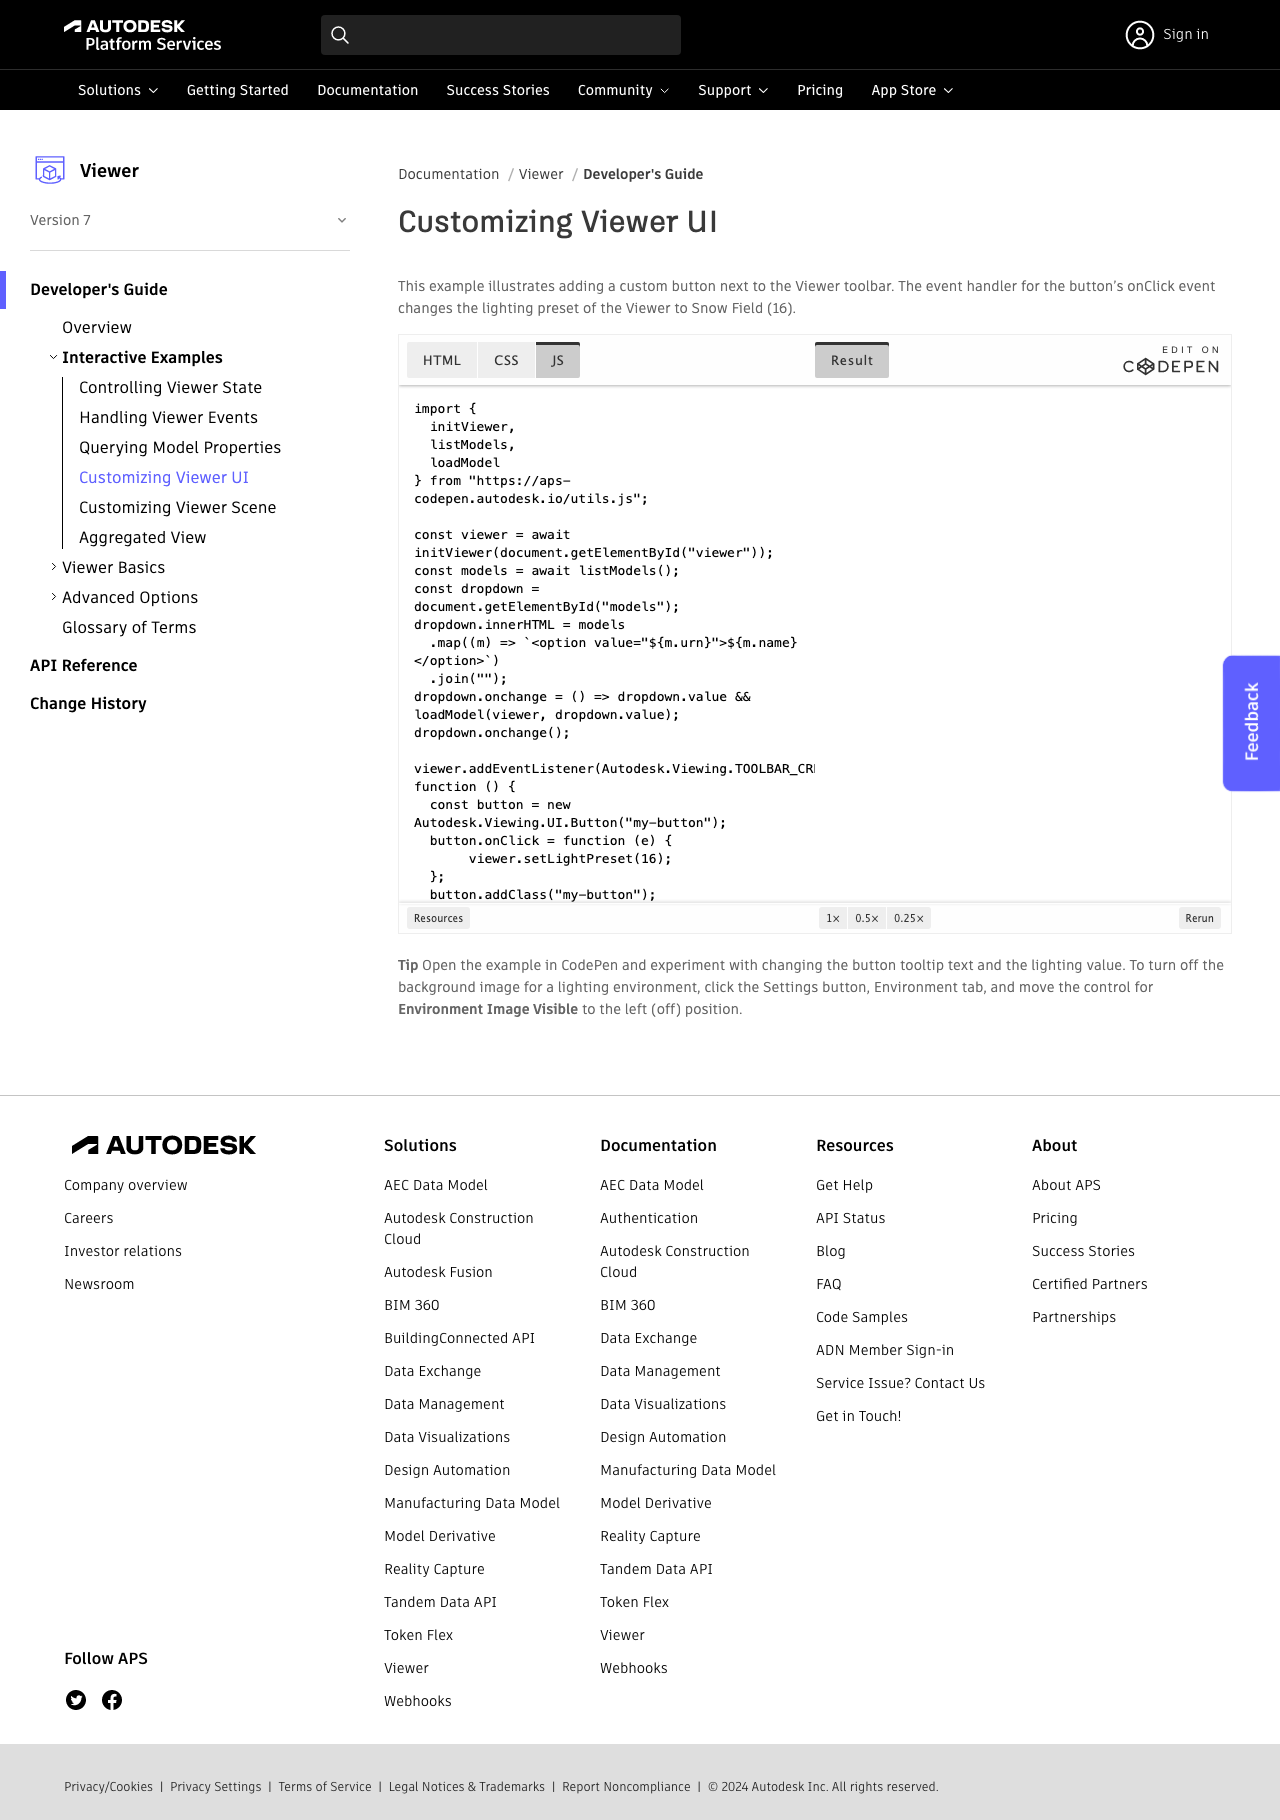 AUTODESK
Platform Services
Sign in
Solutions
Getting Started
Documentation
Success Stories
Community
Support
Pricing
App Store
Viewer
Version 7
Developer's Guide
Overview
Interactive Examples
Controlling Viewer State
Handling Viewer Events
Querying Model Properties
Customizing Viewer UI
Customizing Viewer Scene
Aggregated View
Viewer Basics
Advanced Options
Glossary of Terms
API Reference
Change History
Documentation / Viewer / Developer's Guide
Customizing Viewer UI
This example illustrates adding a custom button next to the Viewer toolbar. The event handler for the button's onClick event
changes the lighting preset of the Viewer to Snow Field (16).
HTML CSS JS Result
EDIT ON
CODEPEN
import {
  initViewer,
  listModels,
  loadModel
} from "https://aps-
codepen.autodesk.io/utils.js";
const viewer = await
initViewer(document.getElementById("viewer"));
const models = await listModels();
const dropdown =
document.getElementById("models");
dropdown.innerHTML = models
  .map((m) => `<option value="${m.urn}">${m.name}
</option>`)
  .join("");
dropdown.onchange = () => dropdown.value &&
loadModel(viewer, dropdown.value);
dropdown.onchange();
viewer.addEventListener(Autodesk.Viewing.TOOLBAR_CR
function () {
  const button = new
Autodesk.Viewing.UI.Button("my-button");
  button.onClick = function (e) {
       viewer.setLightPreset(16);
  };
  button.addClass("my-button");
Resources 1× 0.5× 0.25× Rerun
Feedback
Tip Open the example in CodePen and experiment with changing the button tooltip text and the lighting value. To turn off the
background image for a lighting environment, click the Settings button, Environment tab, and move the control for
Environment Image Visible to the left (off) position.
AUTODESK
Company overview
Careers
Investor relations
Newsroom
Follow APS
Solutions
AEC Data Model
Autodesk Construction
Cloud
Autodesk Fusion
BIM 360
BuildingConnected API
Data Exchange
Data Management
Data Visualizations
Design Automation
Manufacturing Data Model
Model Derivative
Reality Capture
Tandem Data API
Token Flex
Viewer
Webhooks
Documentation
AEC Data Model
Authentication
Autodesk Construction
Cloud
BIM 360
Data Exchange
Data Management
Data Visualizations
Design Automation
Manufacturing Data Model
Model Derivative
Reality Capture
Tandem Data API
Token Flex
Viewer
Webhooks
Resources
Get Help
API Status
Blog
FAQ
Code Samples
ADN Member Sign-in
Service Issue? Contact Us
Get in Touch!
About
About APS
Pricing
Success Stories
Certified Partners
Partnerships
Privacy/Cookies | Privacy Settings | Terms of Service | Legal Notices & Trademarks | Report Noncompliance | © 2024 Autodesk Inc. All rights reserved.